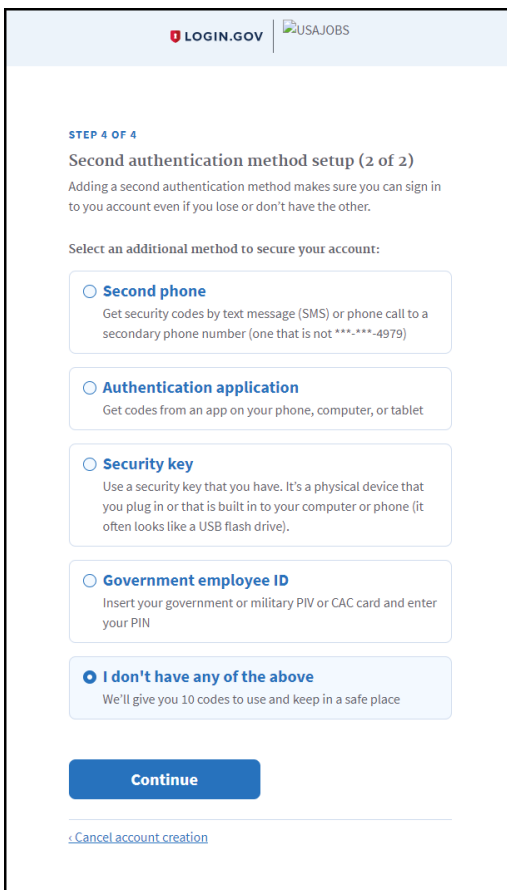 LOGIN.GOV
USAJOBS
STEP 4 OF 4
Second authentication method setup (2 of 2)
Adding a second authentication method makes sure you can sign in
to you account even if you lose or don't have the other.
Select an additional method to secure your account:
Second phone
Get security codes by text message (SMS) or phone call to a
secondary phone number (one that is not ***-***-4979)
Authentication application
Get codes from an app on your phone, computer, or tablet
Security key
Use a security key that you have. It's a physical device that
you plug in or that is built in to your computer or phone (it
often looks like a USB flash drive).
Government employee ID
Insert your government or military PIV or CAC card and enter
your PIN
I don't have any of the above
We'll give you 10 codes to use and keep in a safe place
Continue
‹ Cancel account creation